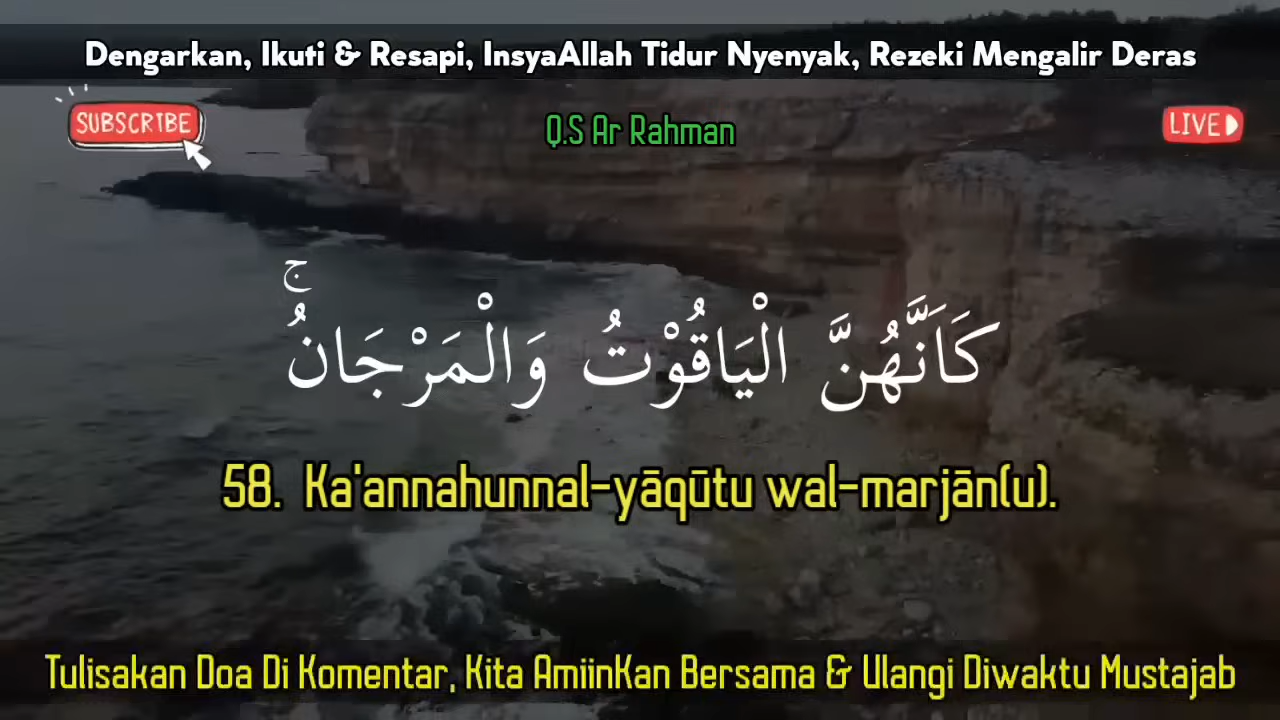 Dengarkan, Ikuti & Resapi, InsyaAllah Tidur Nyenyak, Rezeki Mengalir Deras
SUBSCRIBE
Q.S Ar Rahman
LIVE
كَاَنَّهُنَّ الْيَاقُوْتُ وَالْمَرْجَانُۚ
58. Ka'annahunnal-yāqūtu wal-marjān(u).
Tulisakan Doa Di Komentar, Kita AmiinKan Bersama & Ulangi Diwaktu Mustajab